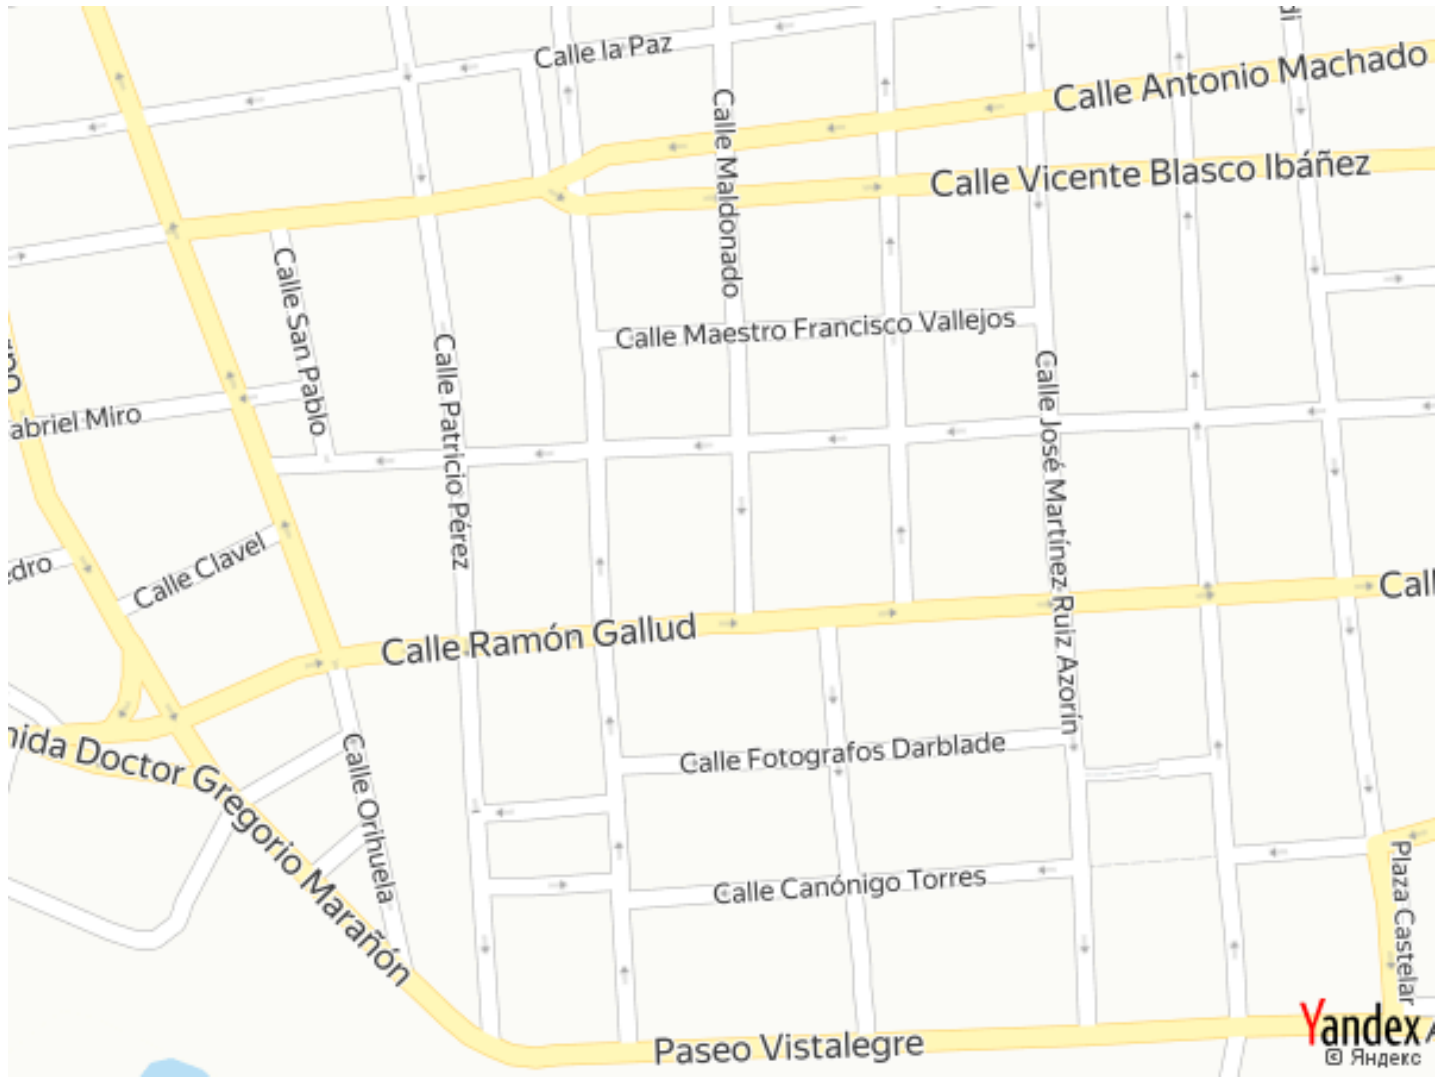 Calle la Paz
Calle Antonio Machado
Calle Maldonado
Calle Vicente Blasco Ibáñez
Calle San Pablo
Calle Maestro Francisco Vallejos
Calle Patricio Pérez
Calle José Martínez Ruiz Azorín
abriel Miro
Calle Clavel
edro
Calle Ramón Gallud
Call
nida Doctor Gregorio Marañón
Calle Orihuela
Calle Fotografos Darblade
Calle Canónigo Torres
Plaza Castelar
Paseo Vistalegre
Yandex
© Яндекс